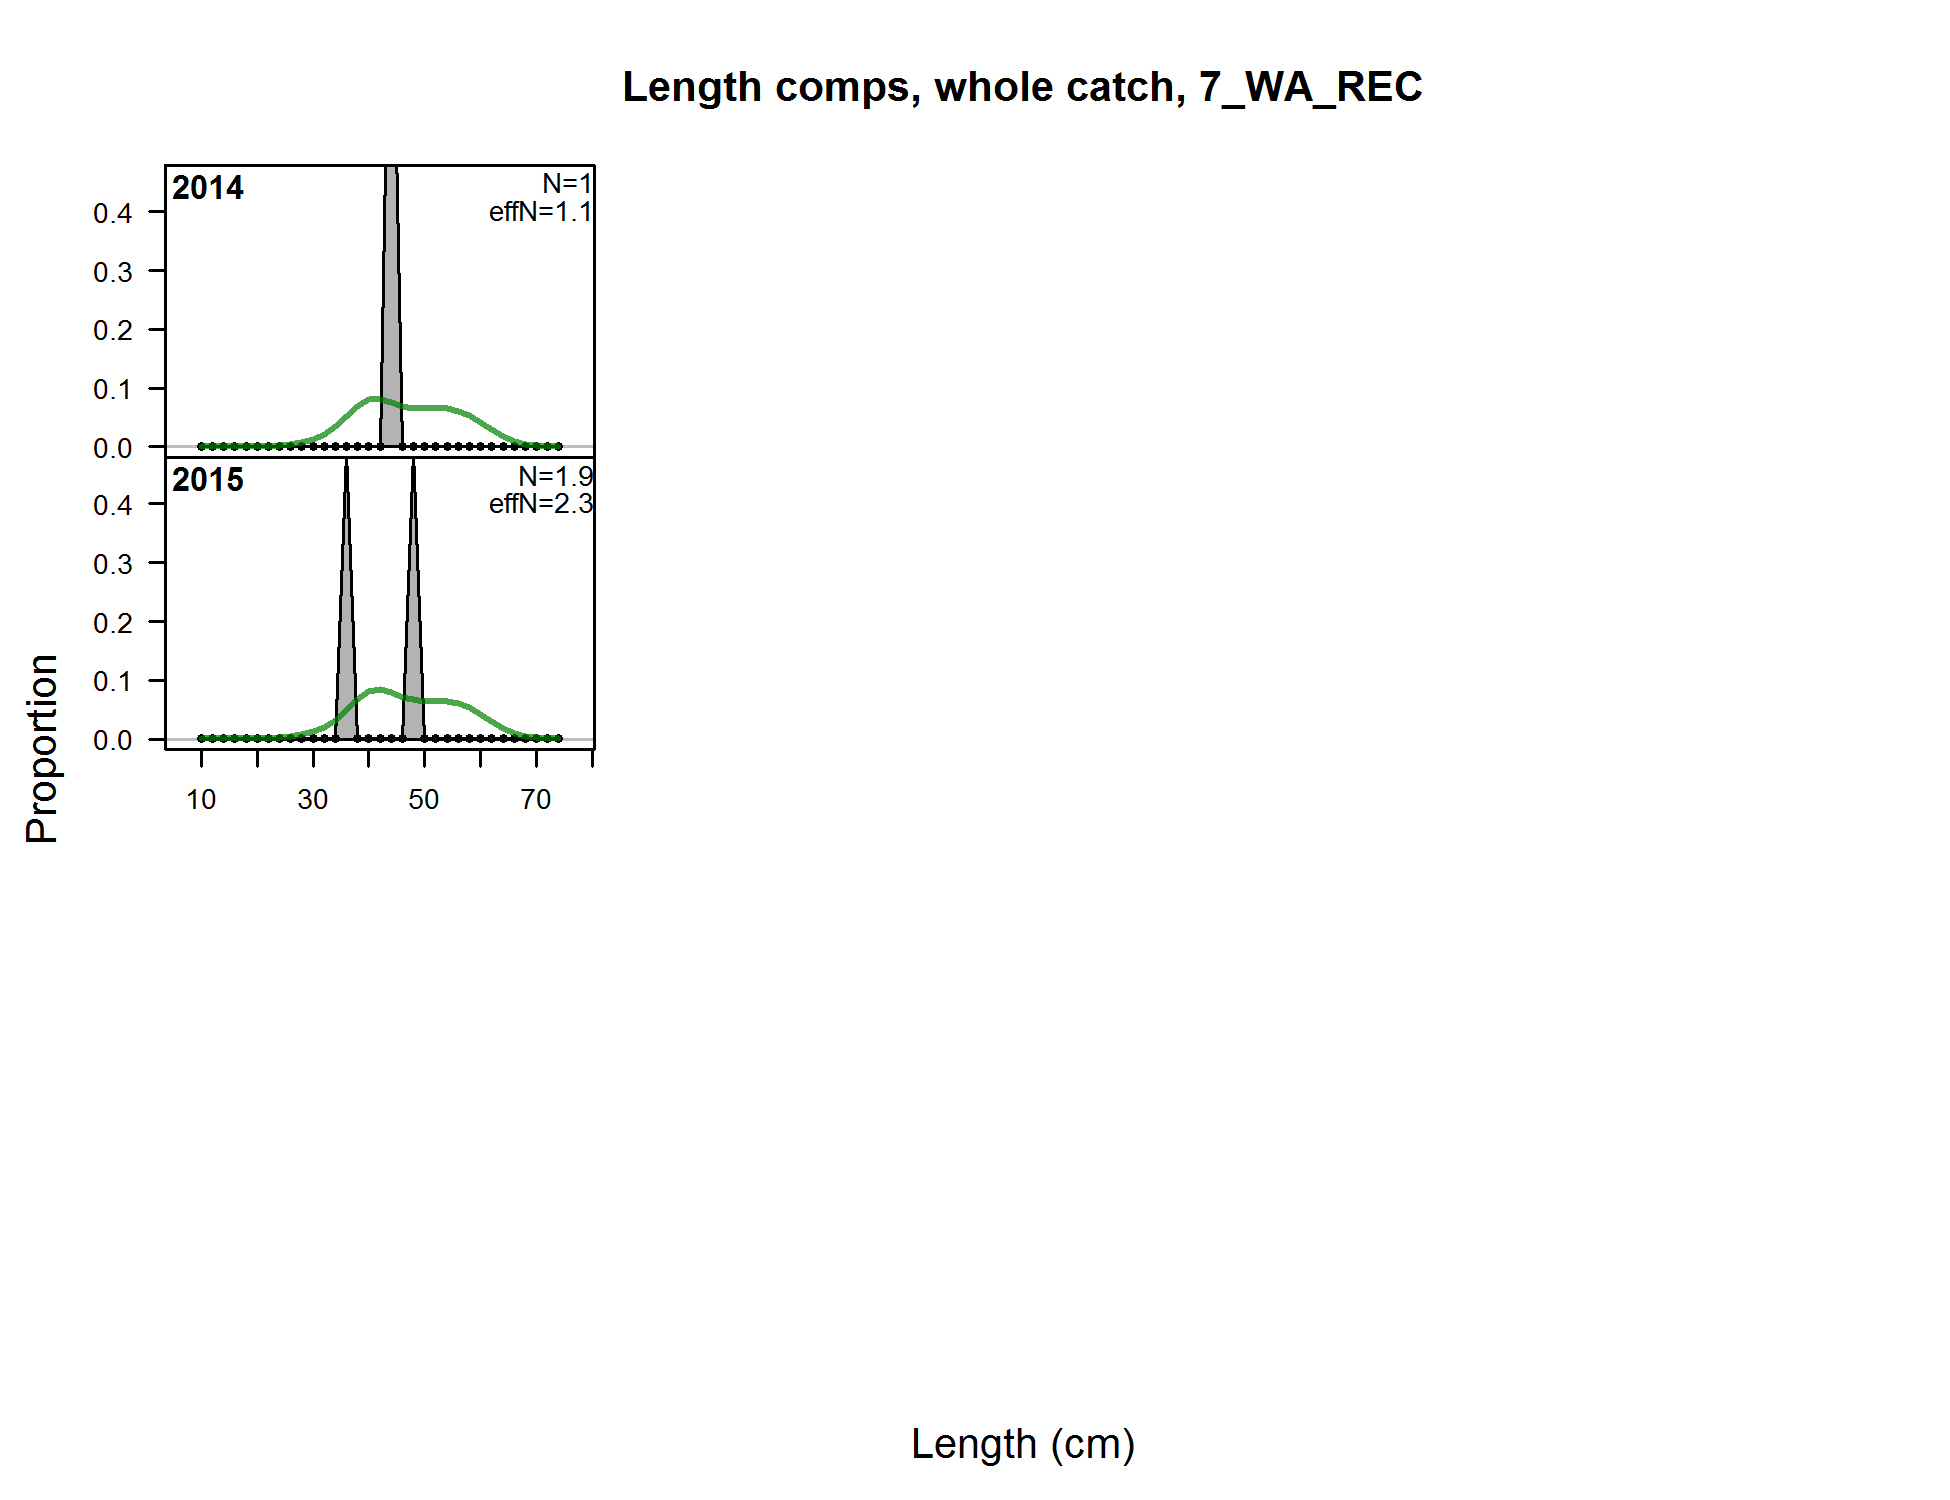 Length comps, whole catch, 7_WA_REC
2014
N=1
effN=1.1
0.4
0.3
0.2
0.1
0.0
2015
N=1.9
effN=2.3
0.4
0.3
0.2
0.1
0.0
10 30 50 70
Proportion
Length (cm)